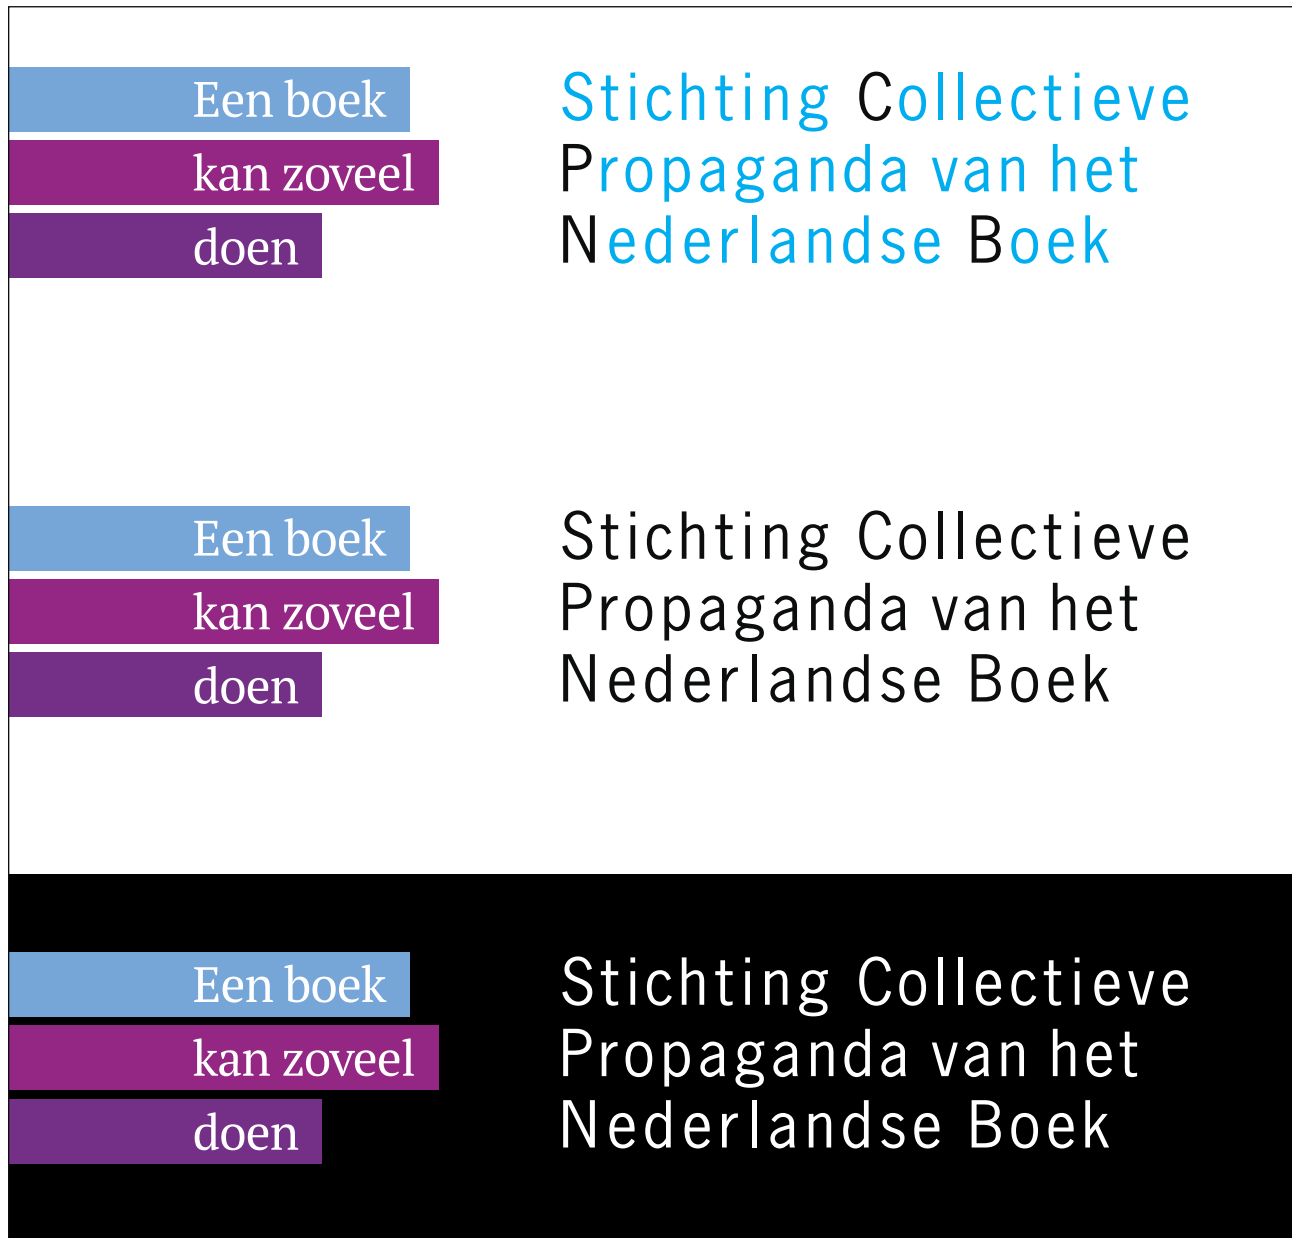 Een boek
kan zoveel
doen
Stichting Collectieve
Propaganda van het
Nederlandse Boek
Een boek
kan zoveel
doen
Stichting Collectieve
Propaganda van het
Nederlandse Boek
Een boek
kan zoveel
doen
Stichting Collectieve
Propaganda van het
Nederlandse Boek